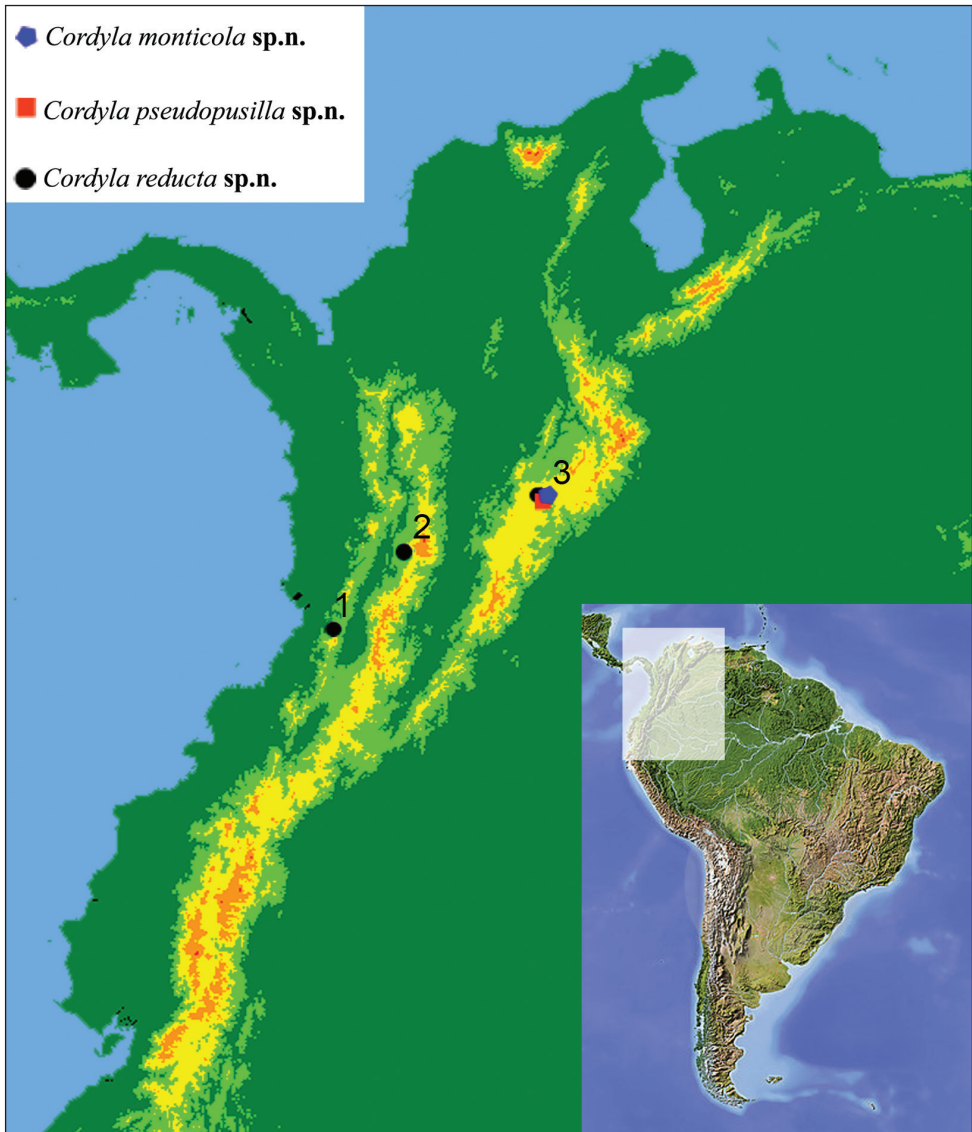 Cordyla monticola sp.n.
Cordyla pseudopusilla sp.n.
Cordyla reducta sp.n.
3
2
1